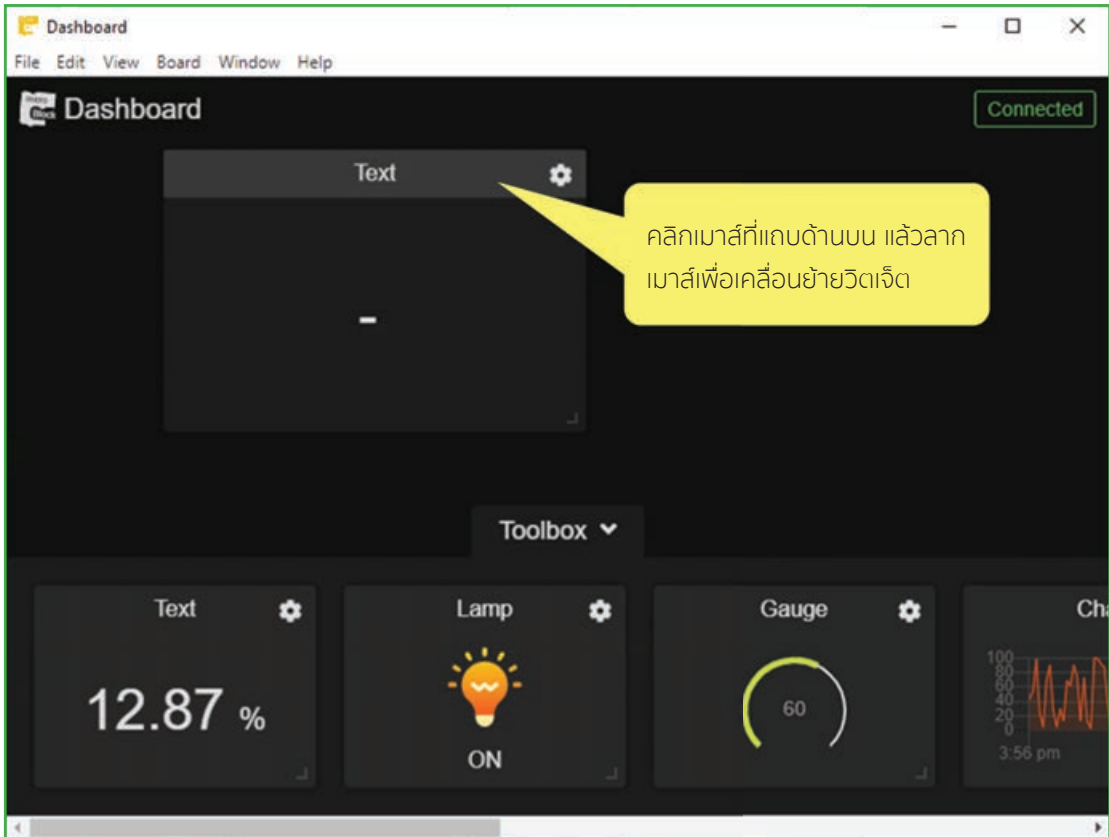 Dashboard
File Edit View Board Window Help
Dashboard
Connected
Text
คลิกเมาส์ที่แถบด้านบน แล้วลาก
เมาส์เพื่อเคลื่อนย้ายวิตเจ็ต
-
Toolbox
Text
12.87 %
Lamp
ON
Gauge
60
Cha
100
80
60
40
20
0
3:56 pm